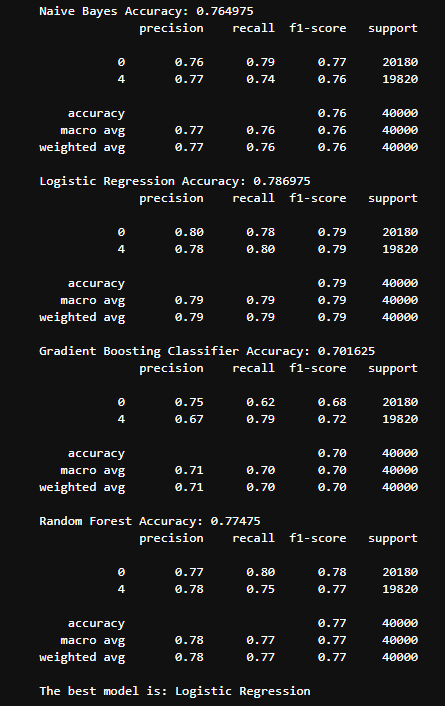 Naive Bayes Accuracy: 0.764975
precision recall f1-score support
0 0.76 0.79 0.77 20180
4 0.77 0.74 0.76 19820
accuracy 0.76 40000
macro avg 0.77 0.76 0.76 40000
weighted avg 0.77 0.76 0.76 40000
Logistic Regression Accuracy: 0.786975
precision recall f1-score support
0 0.80 0.78 0.79 20180
4 0.78 0.80 0.79 19820
accuracy 0.79 40000
macro avg 0.79 0.79 0.79 40000
weighted avg 0.79 0.79 0.79 40000
Gradient Boosting Classifier Accuracy: 0.701625
precision recall f1-score support
0 0.75 0.62 0.68 20180
4 0.67 0.79 0.72 19820
accuracy 0.70 40000
macro avg 0.71 0.70 0.70 40000
weighted avg 0.71 0.70 0.70 40000
Random Forest Accuracy: 0.77475
precision recall f1-score support
0 0.77 0.80 0.78 20180
4 0.78 0.75 0.77 19820
accuracy 0.77 40000
macro avg 0.78 0.77 0.77 40000
weighted avg 0.78 0.77 0.77 40000
The best model is: Logistic Regression